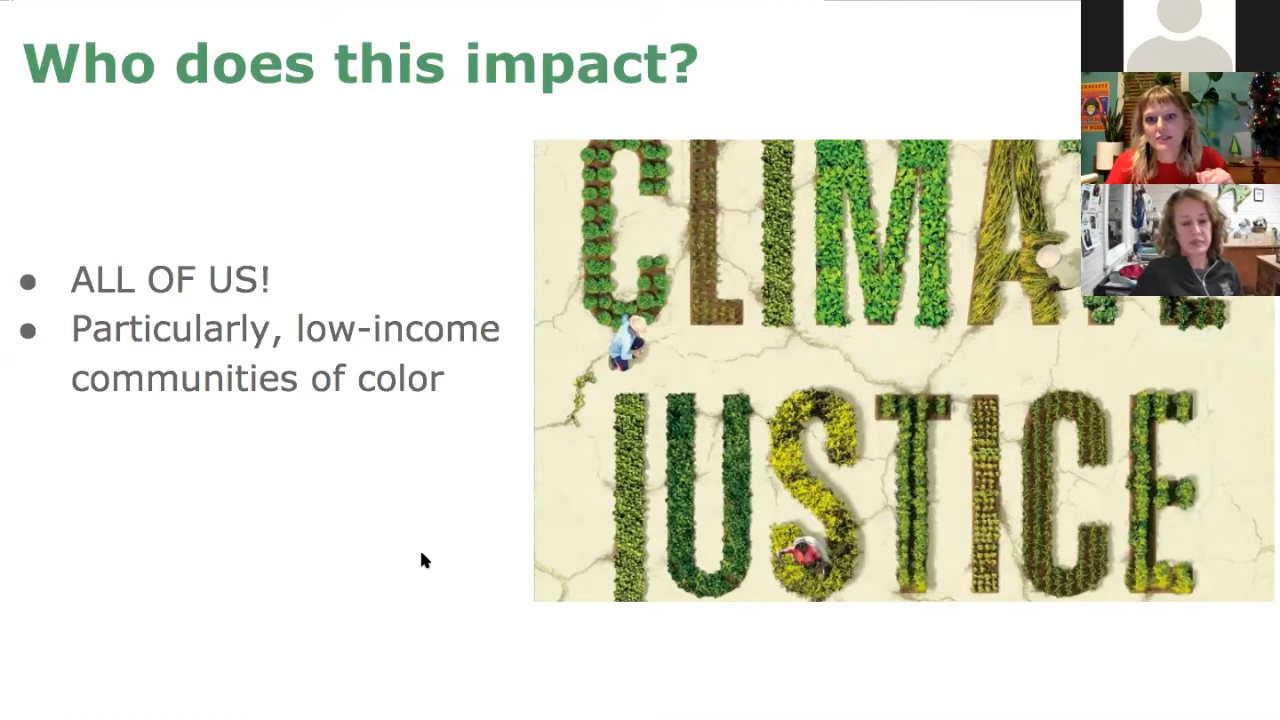 Who does this impact?
● ALL OF US!
● Particularly, low-income
communities of color
CLIMA
JUSTICE